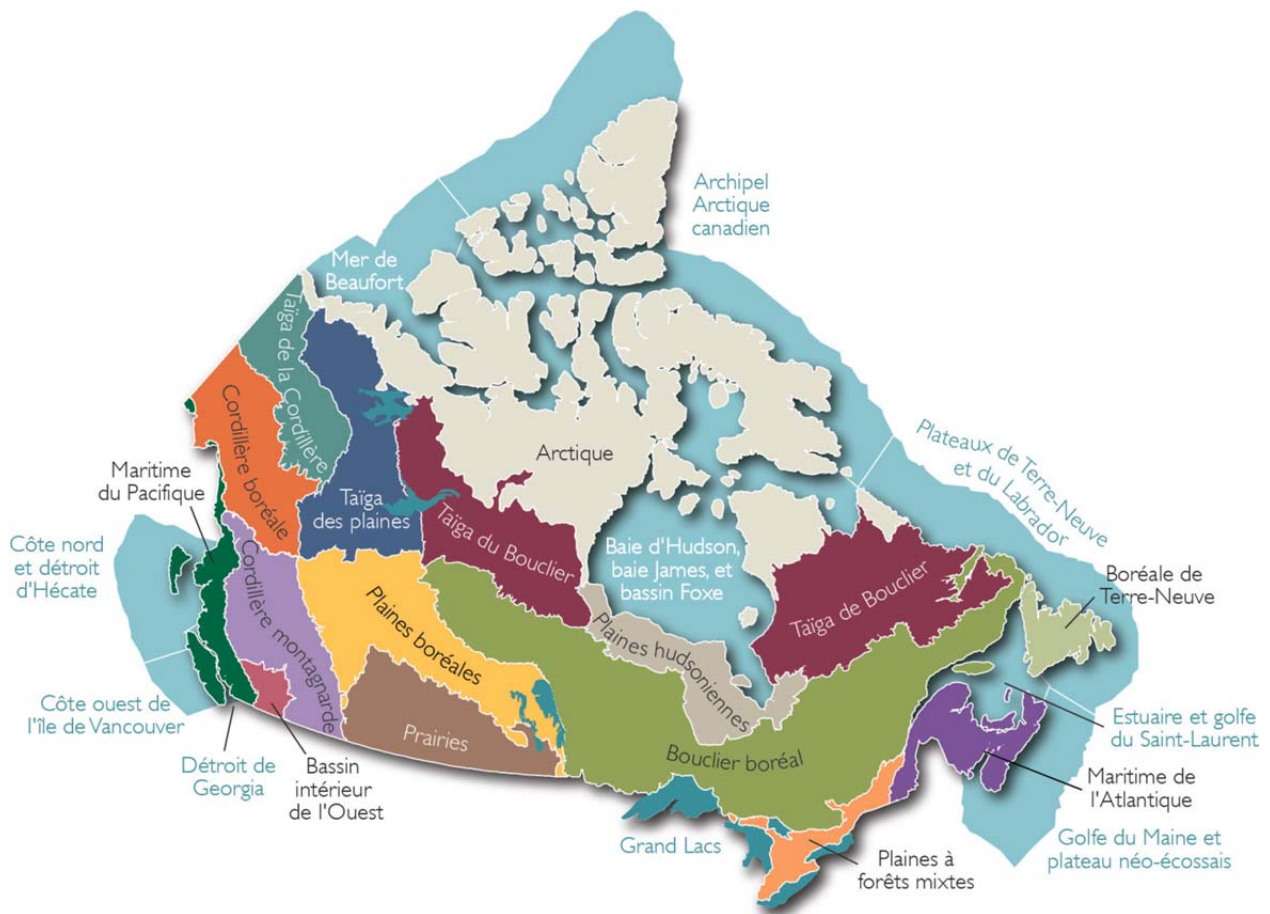 Archipel
Arctique
canadien
Mer de
Beaufort
Taïga de la Cordillère
Cordillère boréale
Arctique
Plateaux de Terre-Neuve
et du Labrador
Maritime
du Pacifique
Taïga
des plaines
Taïga du Bouclier
Baie d'Hudson,
baie James, et
bassin Foxe
Côte nord
et détroit
d'Hécate
Boréale de
Terre-Neuve
Taïga de Bouclier
Cordillère montagnarde
Plaines boréales
Plaines hudsoniennes
Côte ouest de
l'île de Vancouver
Estuaire et golfe
du Saint-Laurent
Prairies
Bouclier boréal
Détroit de
Georgia
Bassin
intérieur
de l'Ouest
Maritime de
l'Atlantique
Grand Lacs
Plaines à
forêts mixtes
Golfe du Maine et
plateau néo-écossais